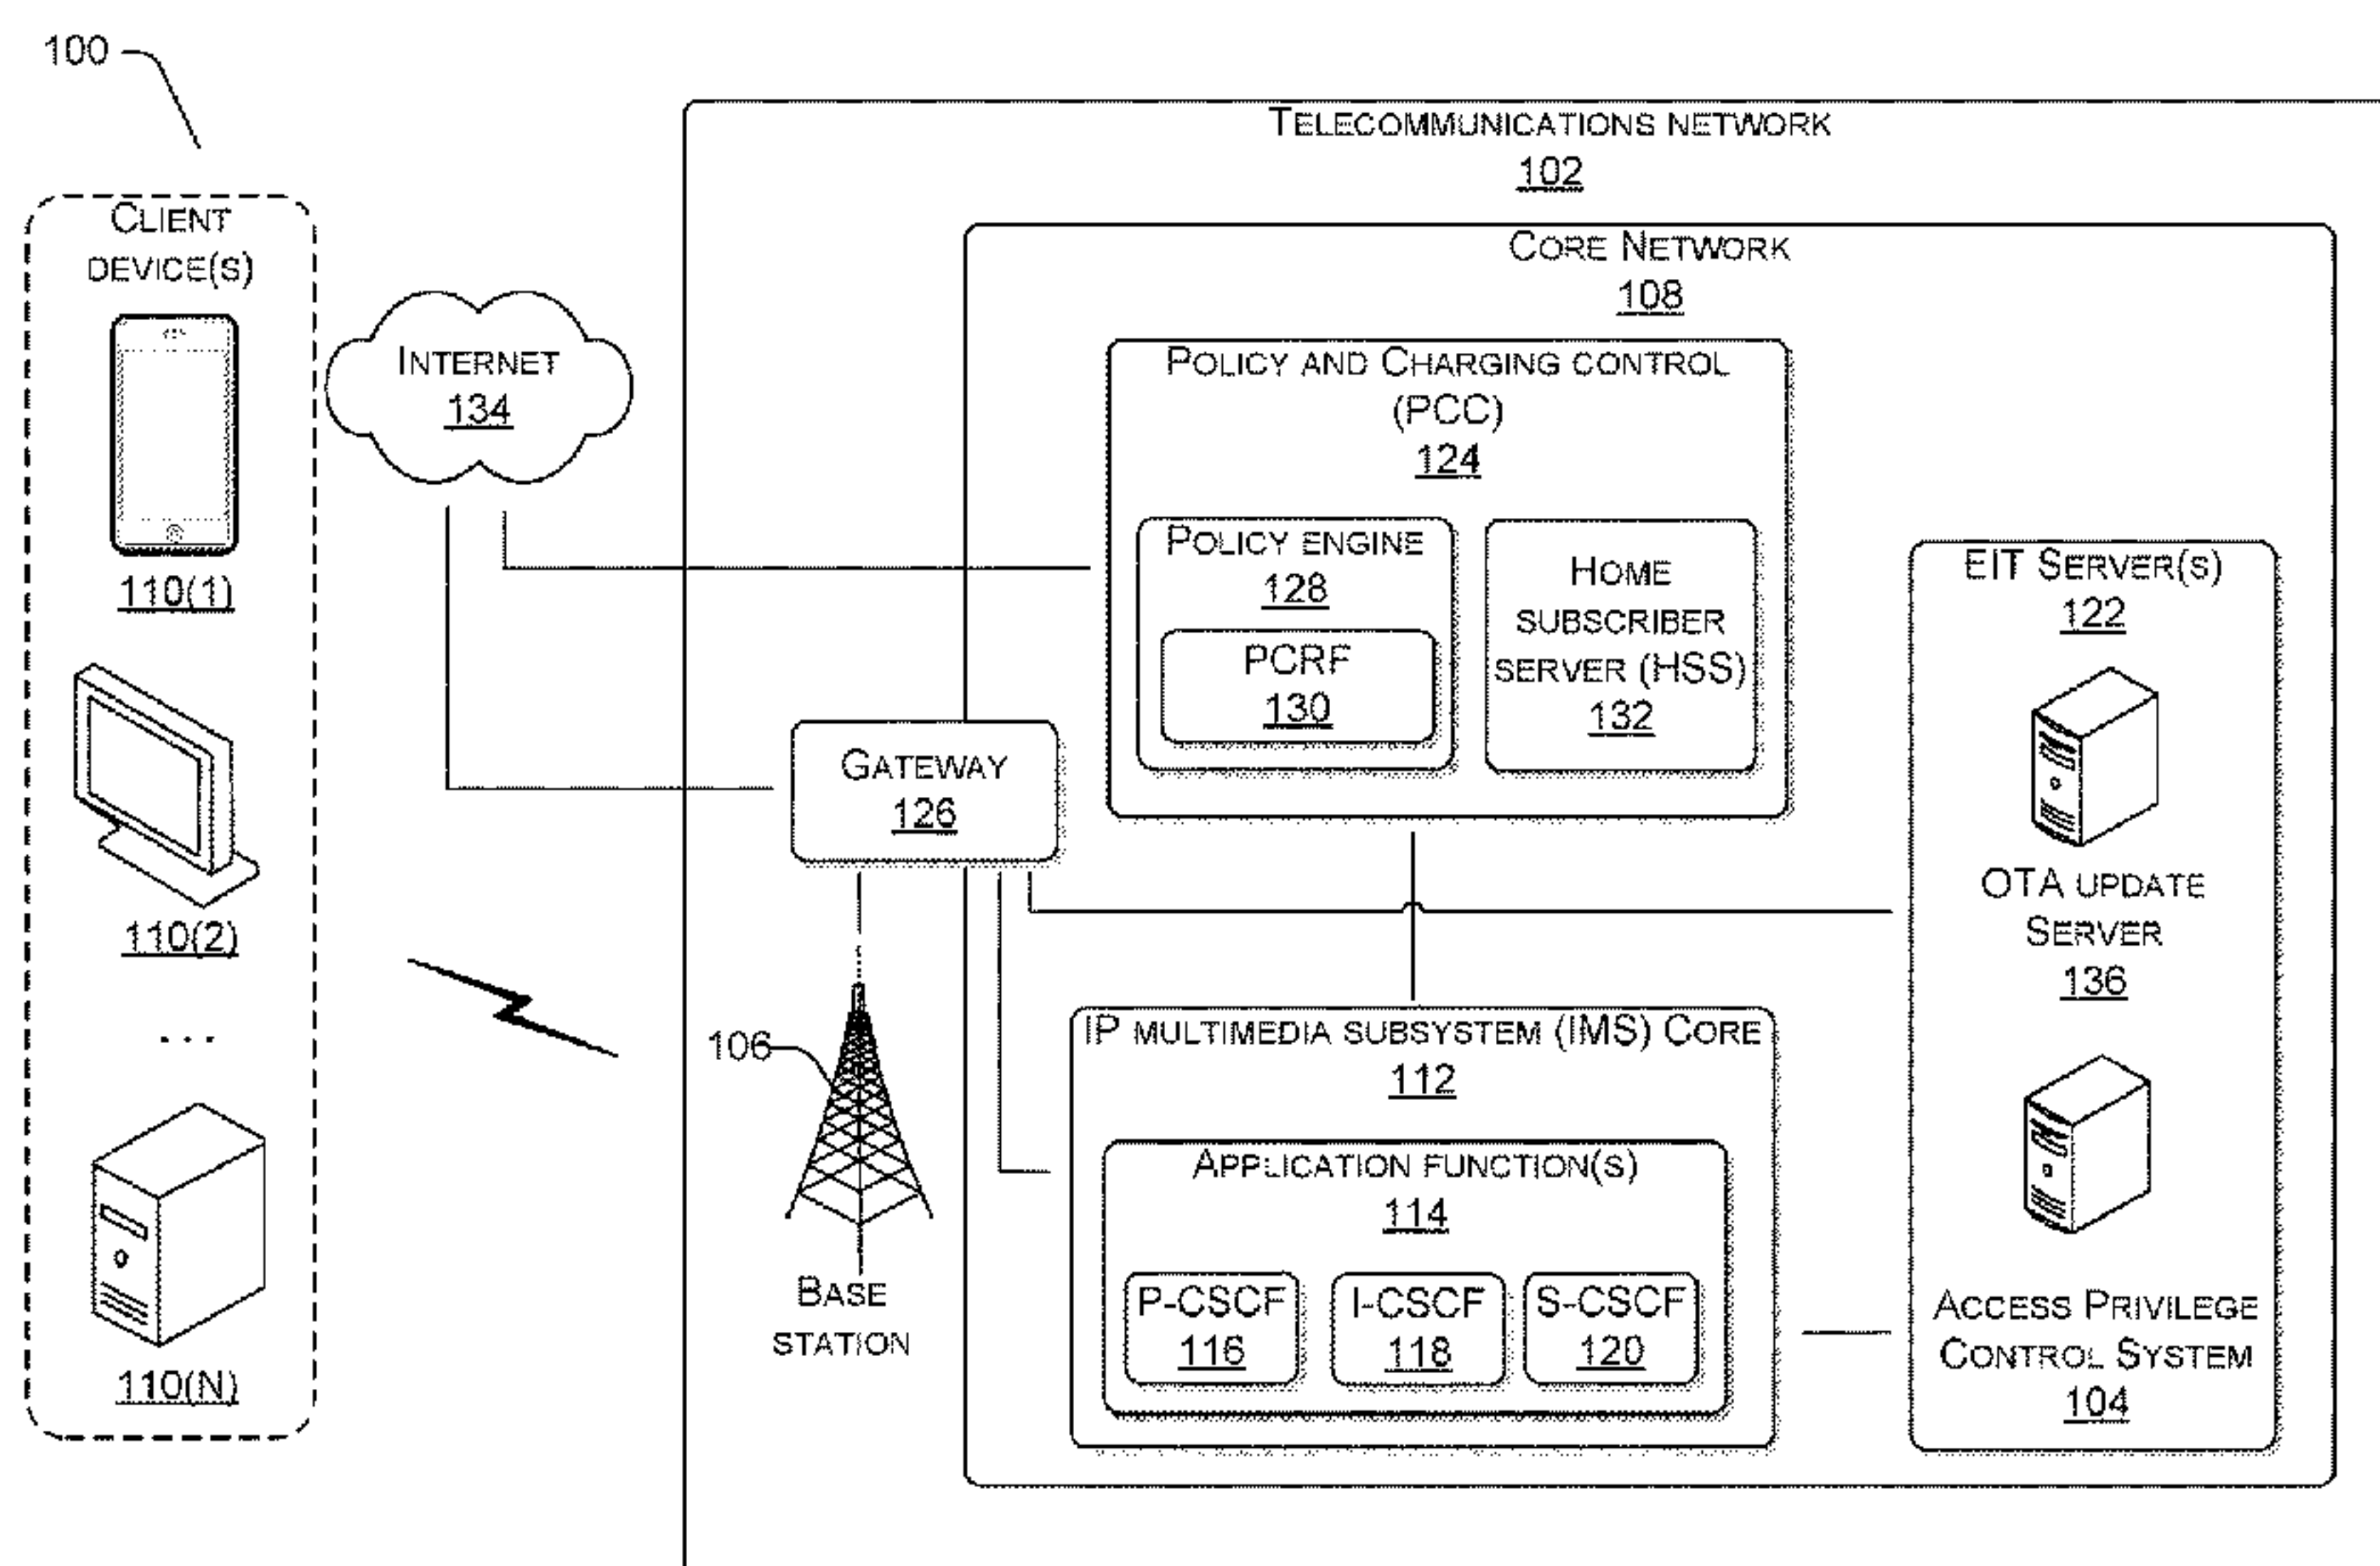 100
CLIENT
DEVICE(S)
110(1)
110(2)
...
110(N)
INTERNET
134
TELECOMMUNICATIONS NETWORK
102
CORE NETWORK
108
POLICY AND CHARGING CONTROL
(PCC)
124
POLICY ENGINE
128
PCRF
130
HOME
SUBSCRIBER
SERVER (HSS)
132
GATEWAY
126
106
BASE
STATION
IP MULTIMEDIA SUBSYSTEM (IMS) CORE
112
APPLICATION FUNCTION(S)
114
P-CSCF
116
I-CSCF
118
S-CSCF
120
EIT SERVER(S)
122
OTA UPDATE
SERVER
136
ACCESS PRIVILEGE
CONTROL SYSTEM
104